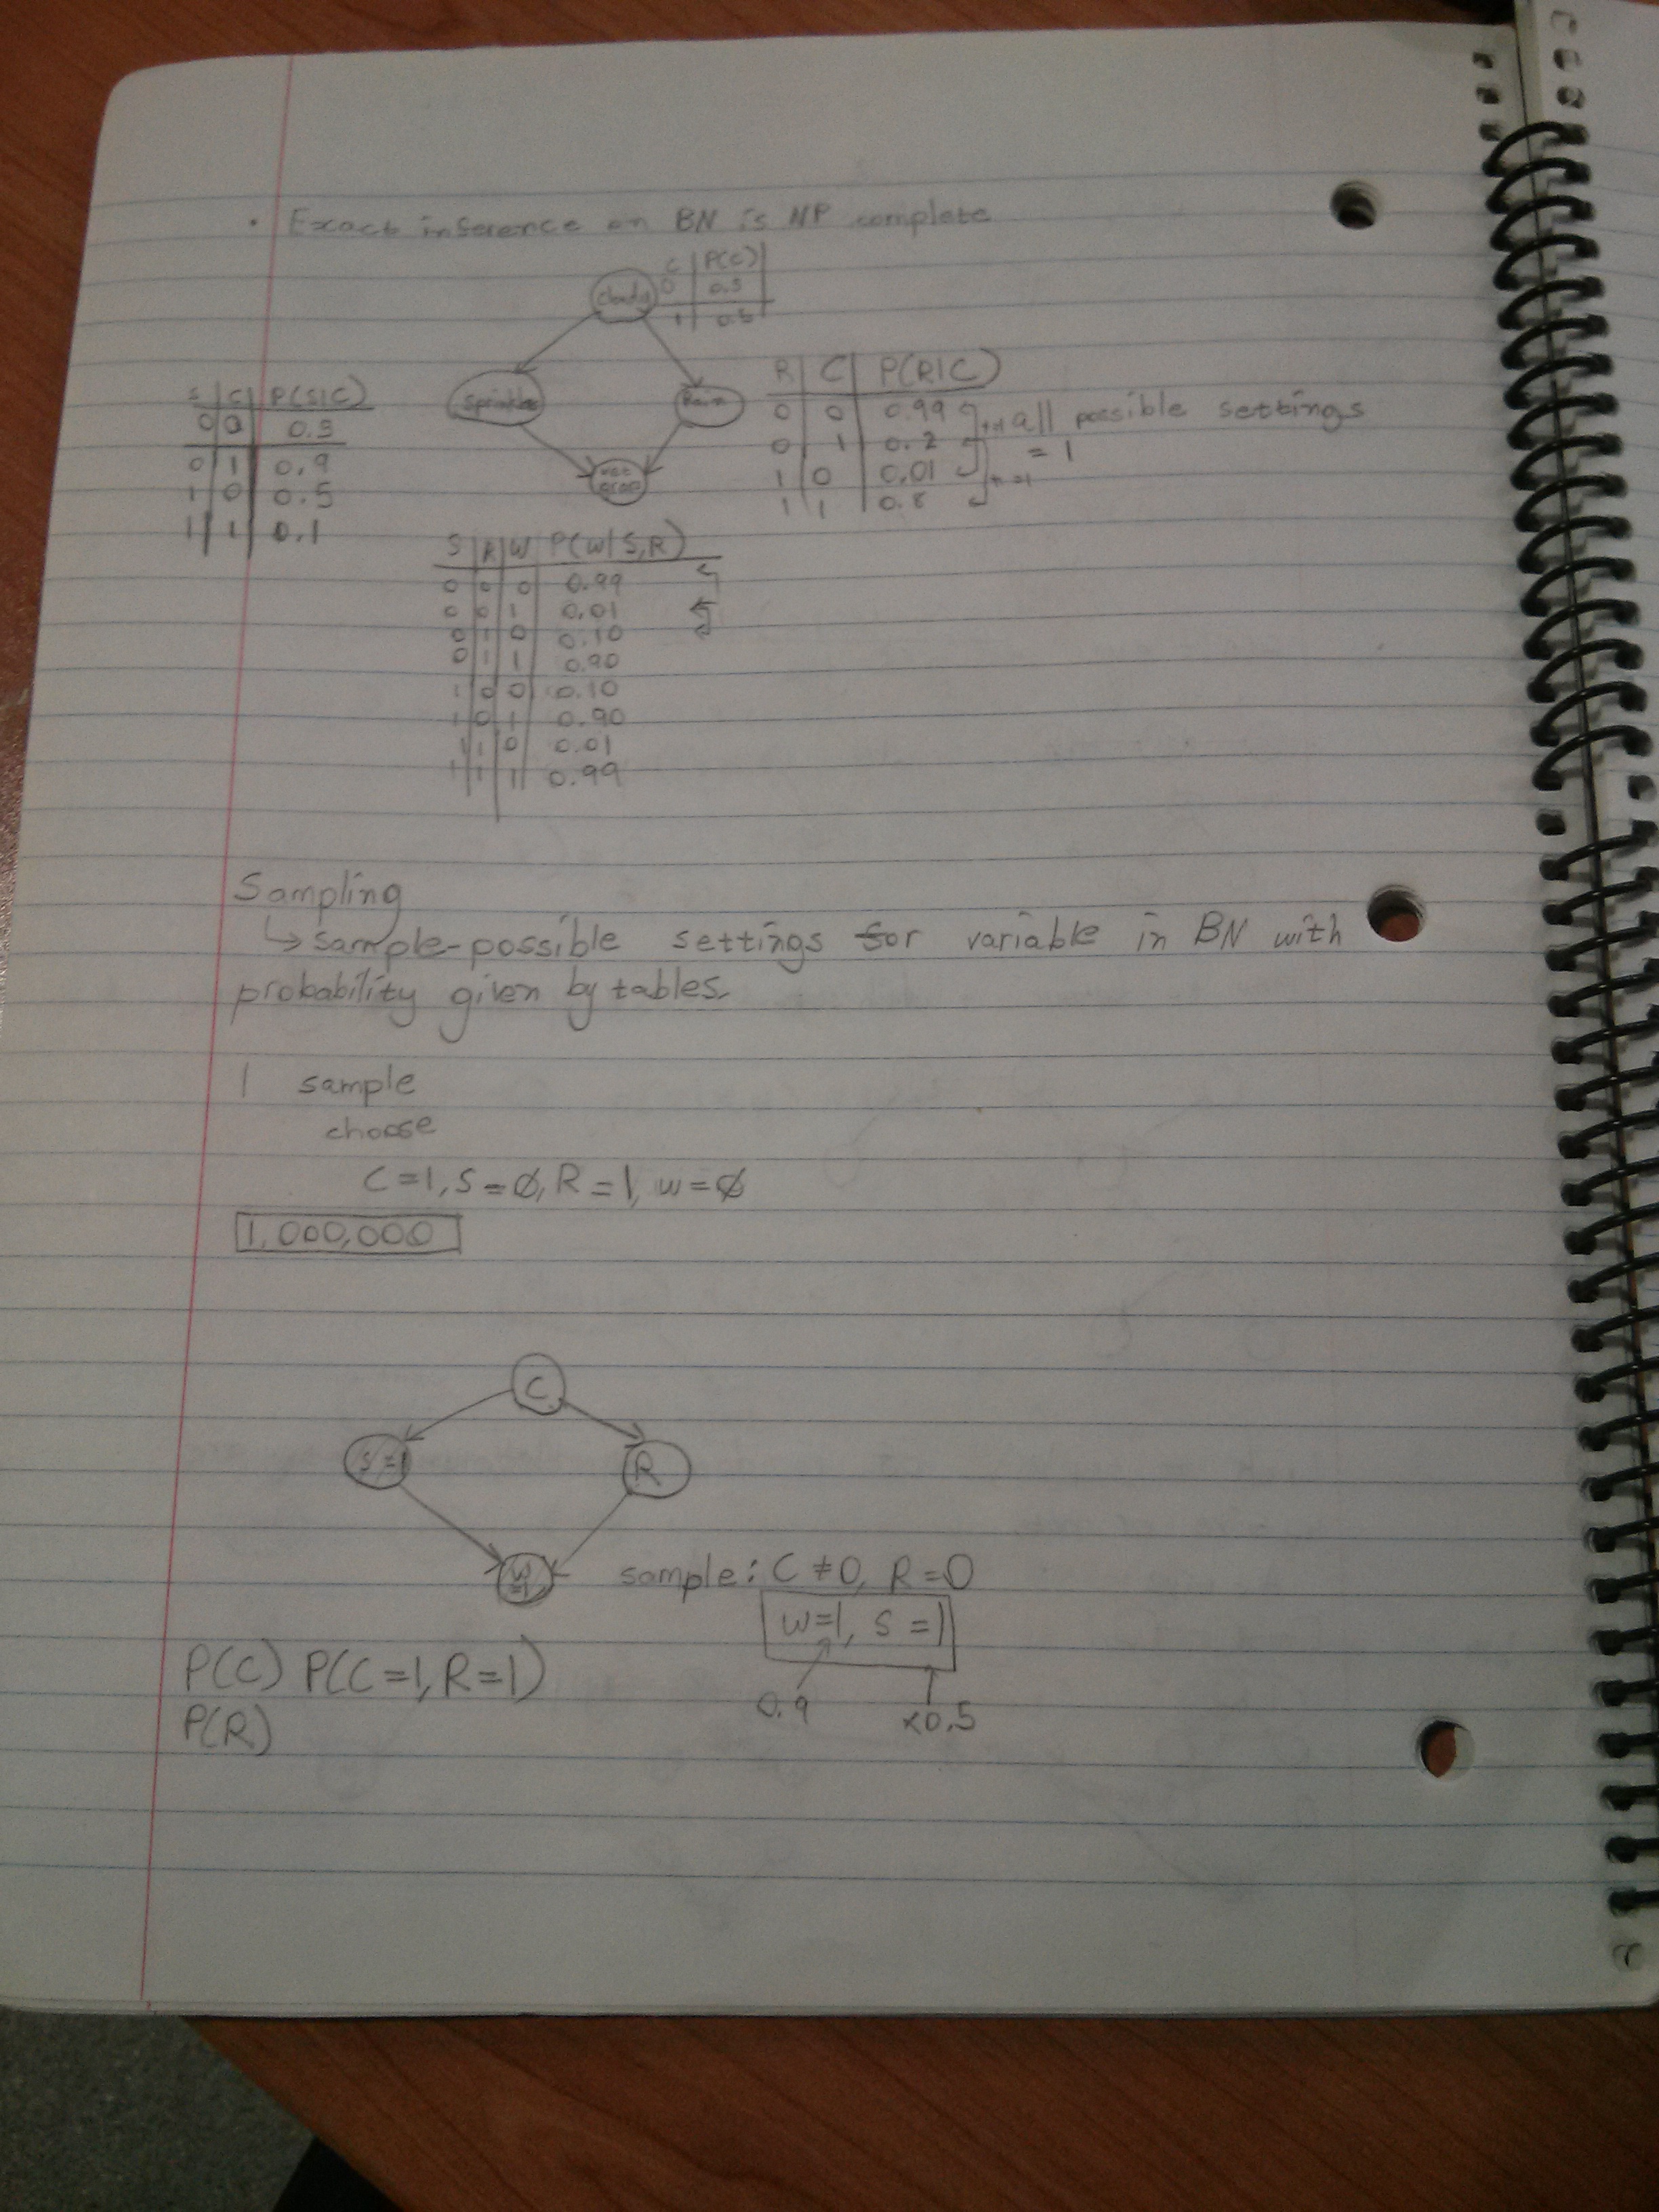 • Exact inference on BN is NP complete
C | P(C)
0 | 0.5
1 | 0.5
Cloudy
Sprinkler
Rain
wet
S | C | P(S|C)
0 | 0 | 0.5
0 | 1 | 0.9
1 | 0 | 0.5
1 | 1 | 0.1
R | C | P(R|C)
0 | 0 | 0.99
0 | 1 | 0.2
1 | 0 | 0.01
1 | 1 | 0.8
all possible settings
= 1
S | R | W | P(W|S,R)
0 | 0 | 0 | 0.99
0 | 0 | 1 | 0.01
0 | 1 | 0 | 0.10
0 | 1 | 1 | 0.90
1 | 0 | 0 | 0.10
1 | 0 | 1 | 0.90
1 | 1 | 0 | 0.01
1 | 1 | 1 | 0.99
Sampling
↳ sample-possible settings for variable in BN with
probability given by tables.
1 sample
choose
C=1, S=∅, R=1, w=∅
1,000,000
C
S=1
R
W
=1
sample: C≠0, R=0
w=1, S=1
0.9 x0.5
P(C) P(C=1, R=1)
P(R)